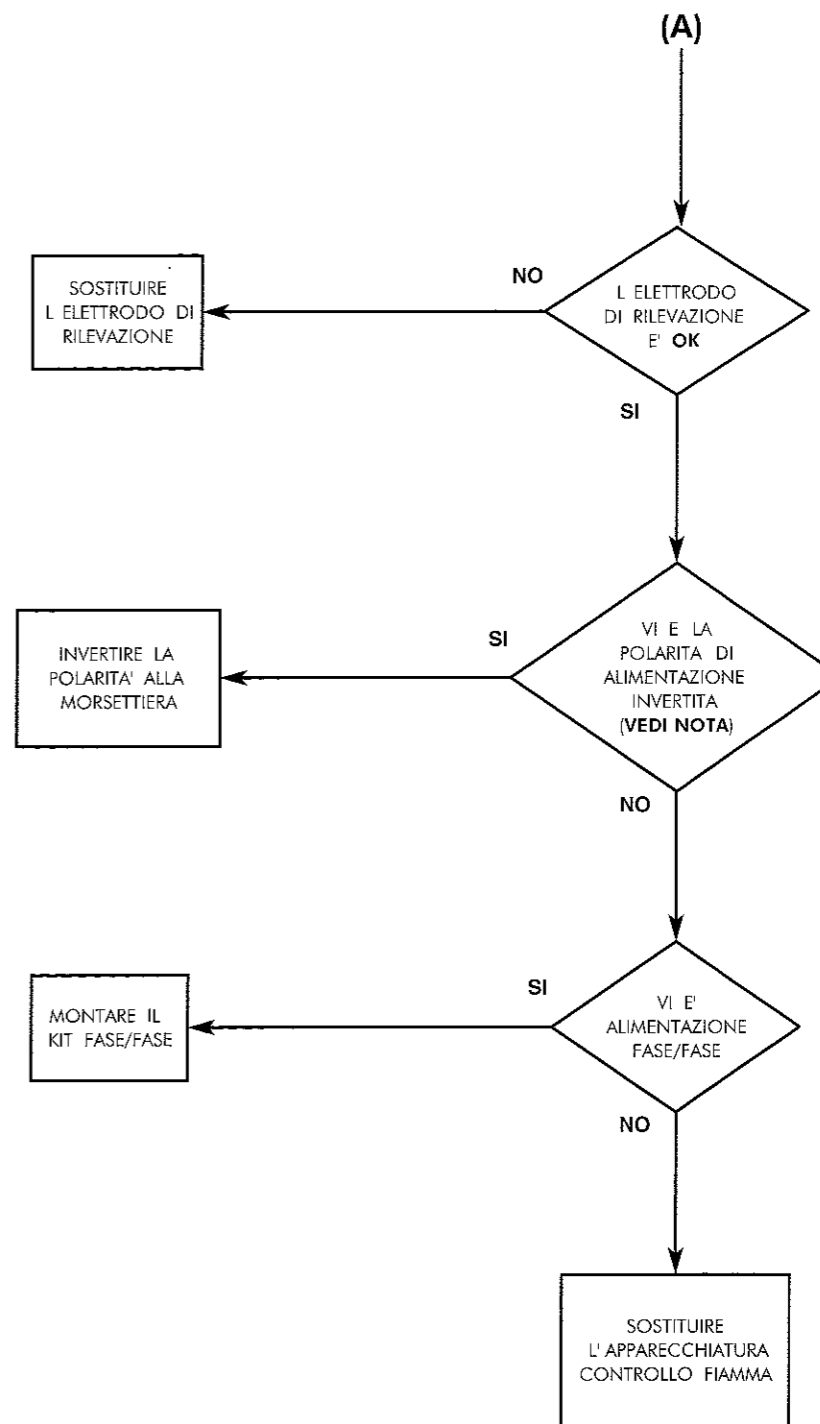 (A)
NO
L ELETTRODO
DI RILEVAZIONE
E' OK
SOSTITUIRE
L ELETTRODO DI
RILEVAZIONE
SI
SI
VI E LA
POLARITA DI
ALIMENTAZIONE
INVERTITA
(VEDI NOTA)
INVERTIRE LA
POLARITA' ALLA
MORSETTIERA
NO
SI
VI E'
ALIMENTAZIONE
FASE/FASE
MONTARE IL
KIT FASE/FASE
NO
SOSTITUIRE
L'APPARECCHIATURA
CONTROLLO FIAMMA